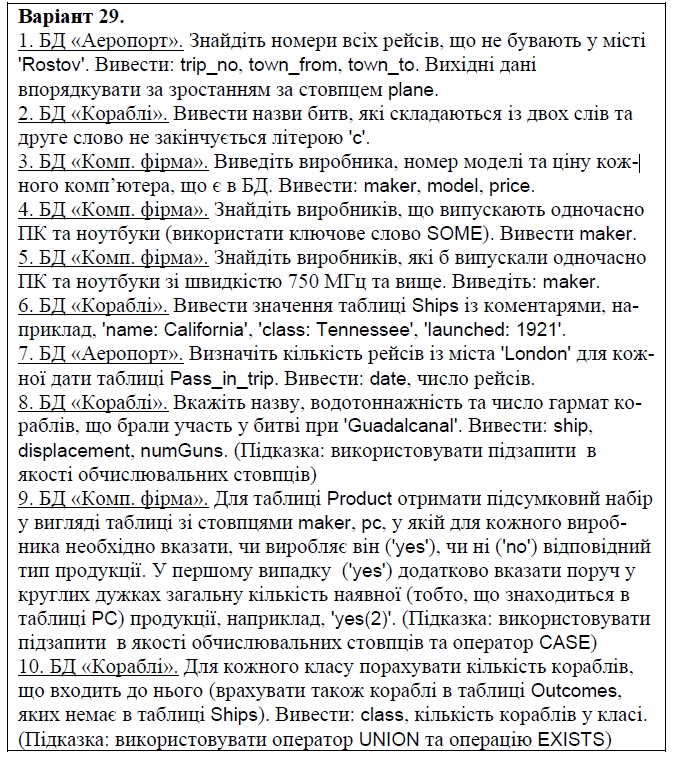 Варіант 29.
1. БД «Аеропорт». Знайдіть номери всіх рейсів, що не бувають у місті
'Rostov'. Вивести: trip_no, town_from, town_to. Вихідні дані
впорядкувати за зростанням за стовпцем plane.
2. БД «Кораблі». Вивести назви битв, які складаються із двох слів та
друге слово не закінчується літерою 'c'.
3. БД «Комп. фірма». Виведіть виробника, номер моделі та ціну кож-
ного комп’ютера, що є в БД. Вивести: maker, model, price.
4. БД «Комп. фірма». Знайдіть виробників, що випускають одночасно
ПК та ноутбуки (використати ключове слово SOME). Вивести maker.
5. БД «Комп. фірма». Знайдіть виробників, які б випускали одночасно
ПК та ноутбуки зі швидкістю 750 МГц та вище. Виведіть: maker.
6. БД «Кораблі». Вивести значення таблиці Ships із коментарями, на-
приклад, 'name: California', 'class: Tennessee', 'launched: 1921'.
7. БД «Аеропорт». Визначіть кількість рейсів із міста 'London' для кож-
ної дати таблиці Pass_in_trip. Вивести: date, число рейсів.
8. БД «Кораблі». Вкажіть назву, водотоннажність та число гармат ко-
раблів, що брали участь у битві при 'Guadalcanal'. Вивести: ship,
displacement, numGuns. (Підказка: використовувати підзапити в
якості обчислювальних стовпців)
9. БД «Комп. фірма». Для таблиці Product отримати підсумковий набір
у вигляді таблиці зі стовпцями maker, pc, у якій для кожного вироб-
ника необхідно вказати, чи виробляє він ('yes'), чи ні ('no') відповідний
тип продукції. У першому випадку ('yes') додатково вказати поруч у
круглих дужках загальну кількість наявної (тобто, що знаходиться в
таблиці PC) продукції, наприклад, 'yes(2)'. (Підказка: використовувати
підзапити в якості обчислювальних стовпців та оператор CASE)
10. БД «Кораблі». Для кожного класу порахувати кількість кораблів,
що входить до нього (врахувати також кораблі в таблиці Outcomes,
яких немає в таблиці Ships). Вивести: class, кількість кораблів у класі.
(Підказка: використовувати оператор UNION та операцію EXISTS)